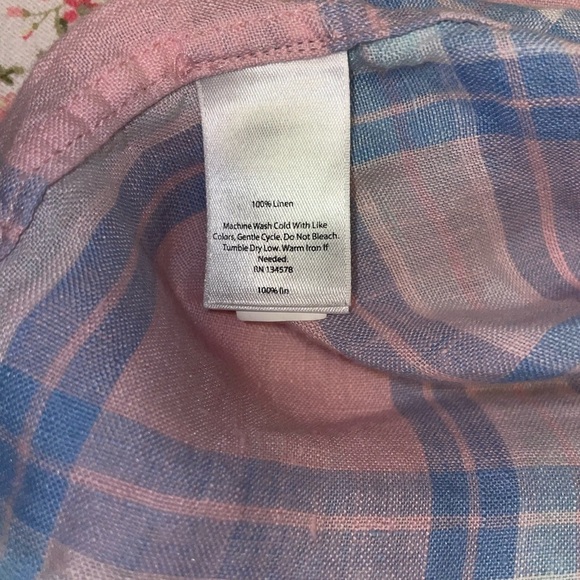 100% Linen
Machine Wash Cold With Like
Colors, Gentle Cycle. Do Not Bleach.
Tumble Dry Low. Warm Iron If
Needed.
RN 134578
100% lin